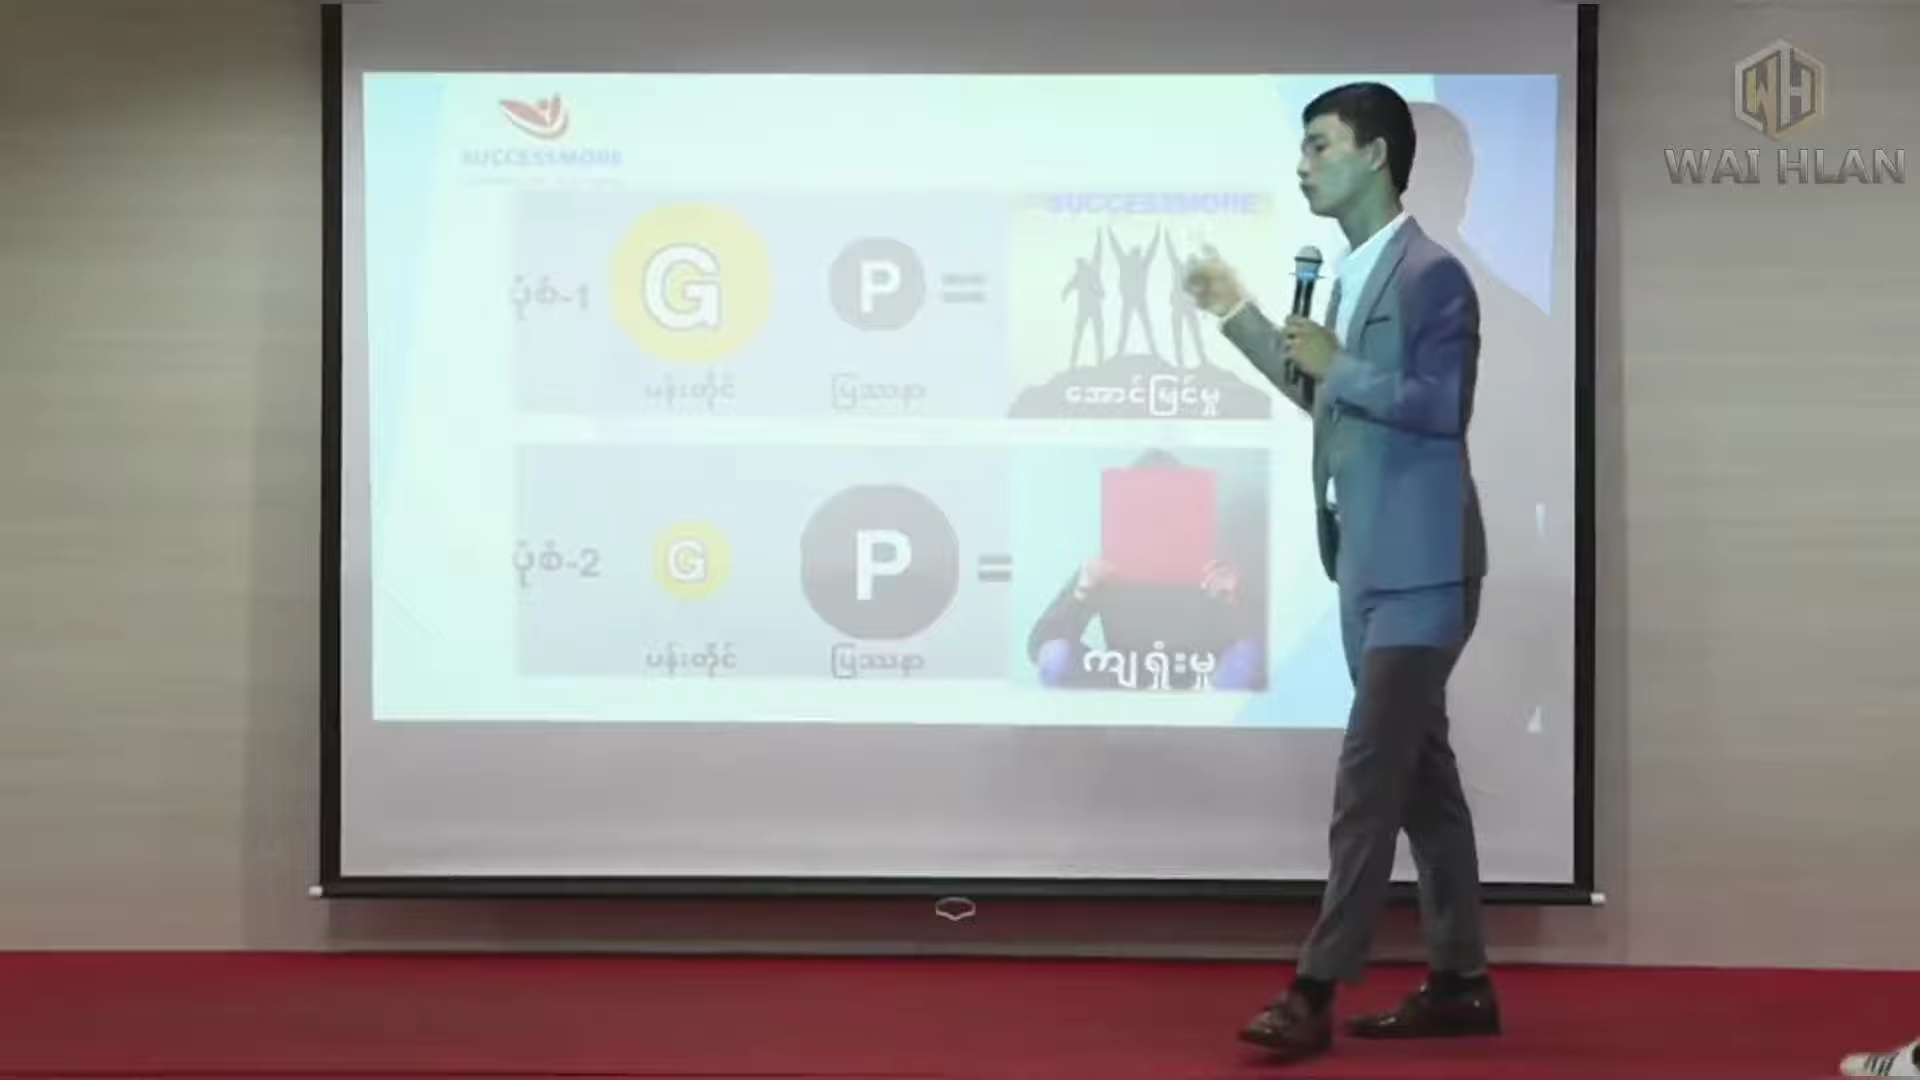 WH
WAI HLAN
SUCCESSMORE
SUCCESSMORE
ပုံစံ-1
G
P
=
ပန်းတိုင်
ပြဿနာ
အောင်မြင်မှု
ပုံစံ-2
G
P
=
ပန်းတိုင်
ပြဿနာ
ကျရှုံးမှု